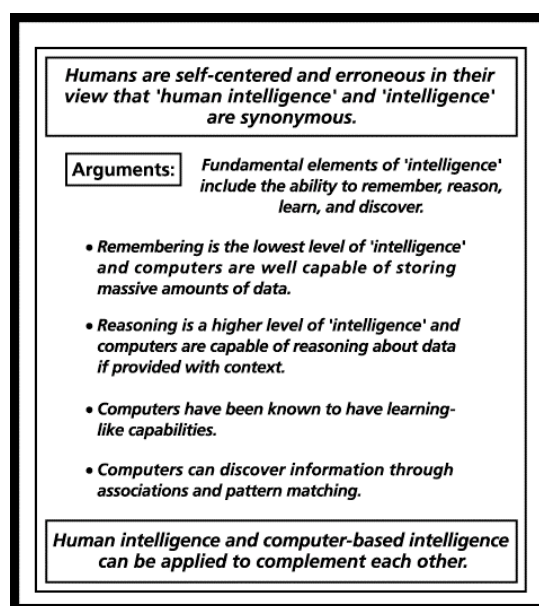 Humans are self-centered and erroneous in their
view that 'human intelligence' and 'intelligence'
are synonymous.
Arguments:
Fundamental elements of 'intelligence'
include the ability to remember, reason,
learn, and discover.
• Remembering is the lowest level of 'intelligence'
and computers are well capable of storing
massive amounts of data.
• Reasoning is a higher level of 'intelligence' and
computers are capable of reasoning about data
if provided with context.
• Computers have been known to have learning-
like capabilities.
• Computers can discover information through
associations and pattern matching.
Human intelligence and computer-based intelligence
can be applied to complement each other.